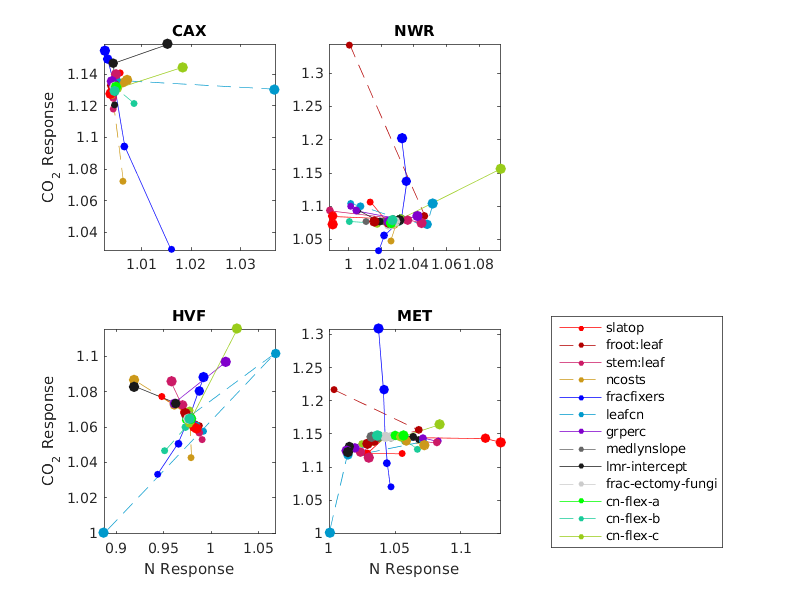 CAX
NWR
1.14
1.12
1.1
1.08
1.06
1.04
CO2 Response
1.01
1.02
1.03
1.3
1.25
1.2
1.15
1.1
1.05
1
1.02
1.04
1.06
1.08
HVF
MET
1.1
1.08
1.06
1.04
1.02
1
CO2 Response
0.9
0.95
1
1.05
N Response
1.3
1.25
1.2
1.15
1.1
1.05
1
1
1.05
1.1
N Response
slatop
froot:leaf
stem:leaf
ncosts
fracfixers
leafcn
grperc
medlynslope
lmr-intercept
frac-ectomy-fungi
cn-flex-a
cn-flex-b
cn-flex-c